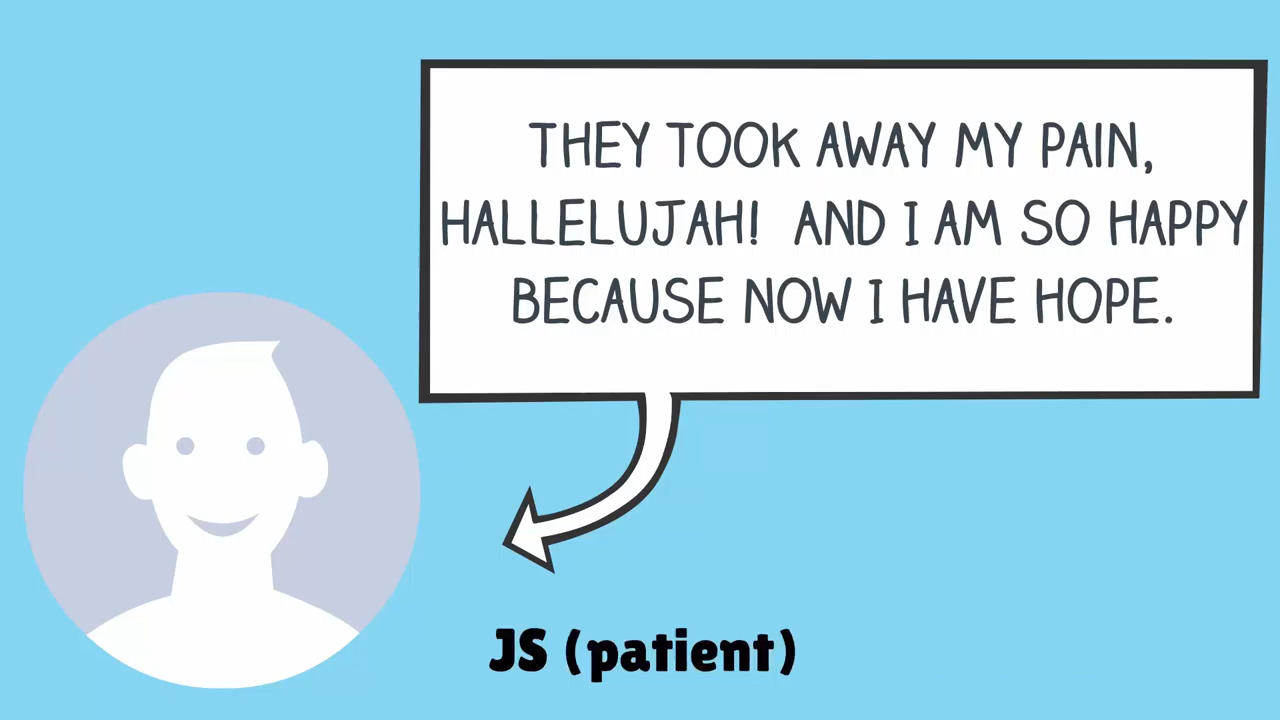 THEY TOOK AWAY MY PAIN,
HALLELUJAH!  AND I AM SO HAPPY
BECAUSE NOW I HAVE HOPE.
JS (patient)